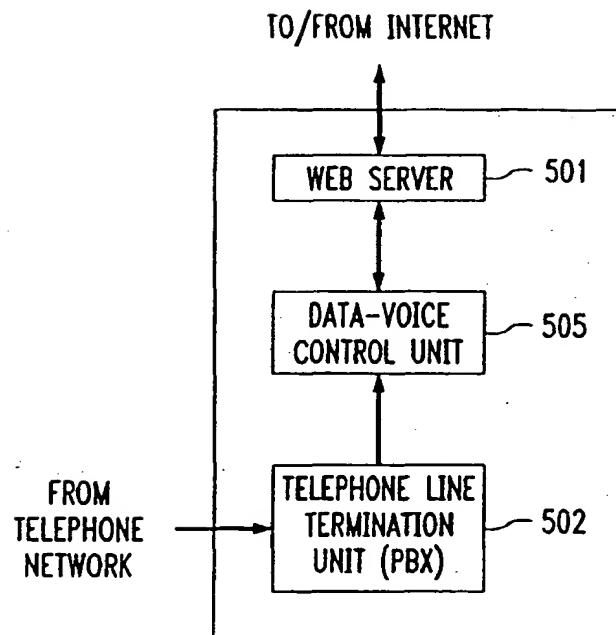 TO/FROM INTERNET
WEB SERVER
501
DATA-VOICE
CONTROL UNIT
505
FROM
TELEPHONE
NETWORK
TELEPHONE LINE
TERMINATION
UNIT (PBX)
502